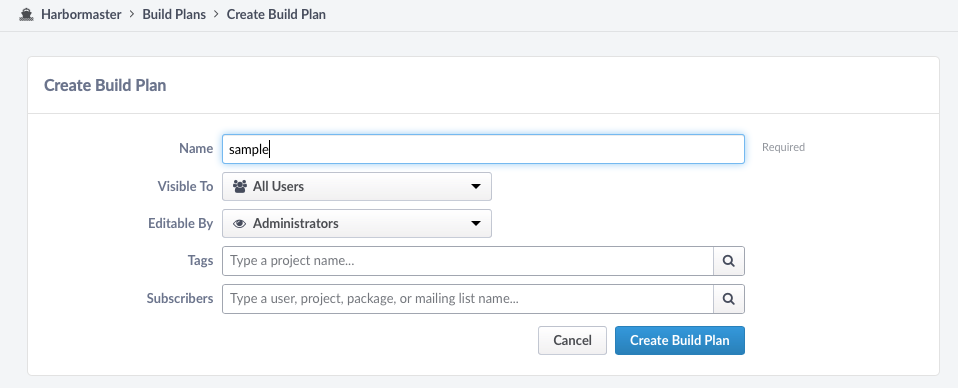 Harbormaster > Build Plans > Create Build Plan
Create Build Plan
Name sample Required
Visible To All Users
Editable By Administrators
Tags Type a project name...
Subscribers Type a user, project, package, or mailing list name...
Cancel Create Build Plan